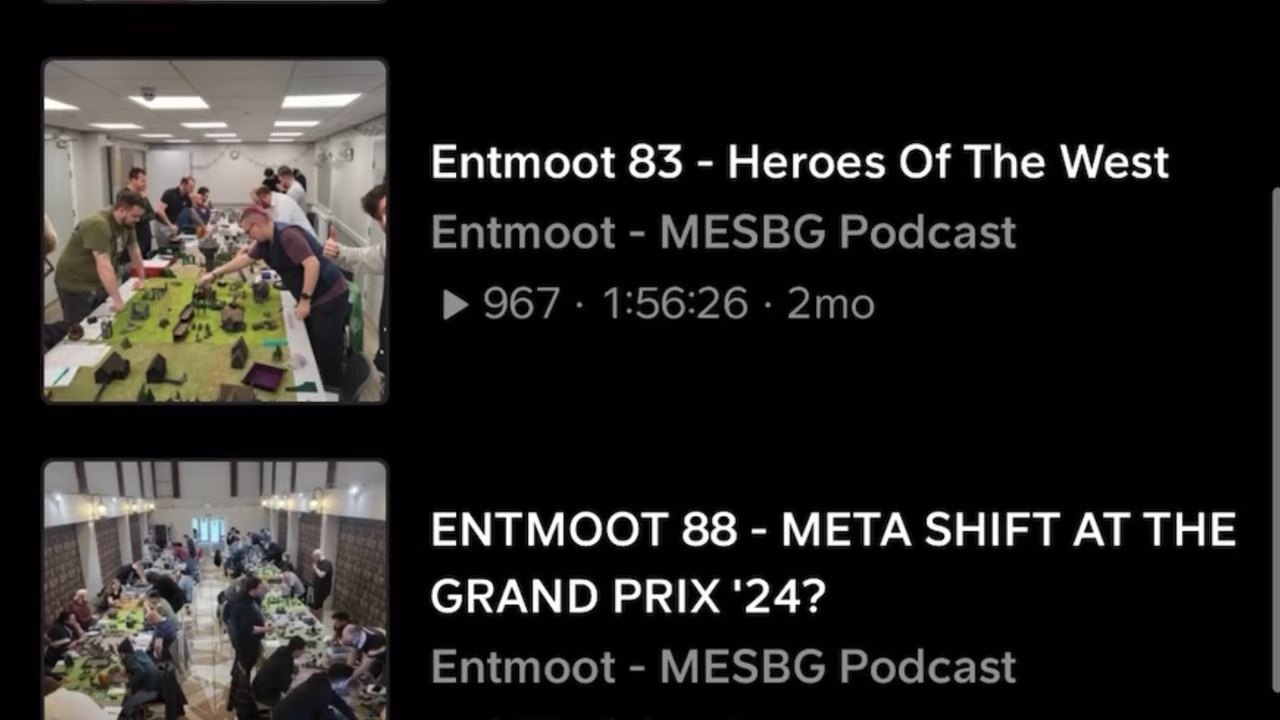 Entmoot 83 - Heroes Of The West
Entmoot - MESBG Podcast
967 · 1:56:26 · 2mo
ENTMOOT 88 - META SHIFT AT THE
GRAND PRIX '24?
Entmoot - MESBG Podcast